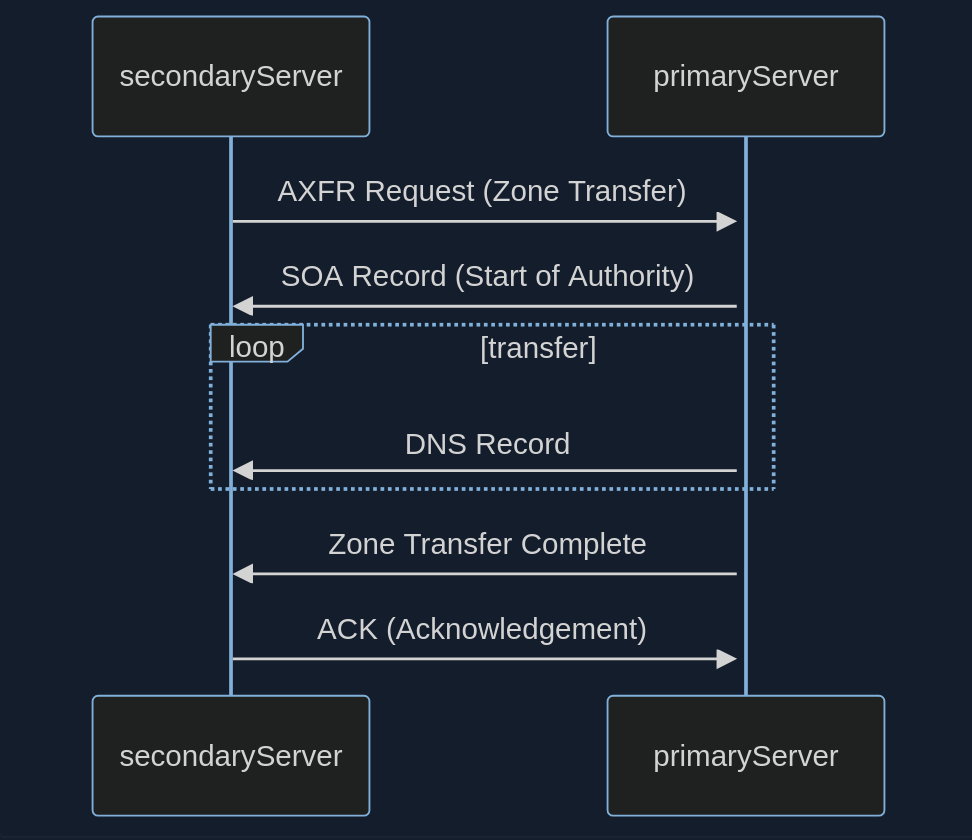 secondaryServer
primaryServer
AXFR Request (Zone Transfer)
SOA Record (Start of Authority)
loop
[transfer]
DNS Record
Zone Transfer Complete
ACK (Acknowledgement)
secondaryServer
primaryServer